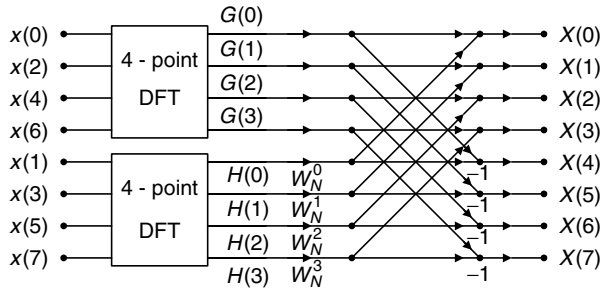 G(0)
x(0) X(0)
G(1)
x(2) 4 - point X(1)
G(2)
x(4) DFT X(2)
G(3)
x(6) X(3)
x(1) X(4)
H(0) W_N^0 −1
x(3) 4 - point X(5)
H(1) W_N^1 −1
x(5) DFT X(6)
H(2) W_N^2 −1
x(7) X(7)
H(3) W_N^3 −1